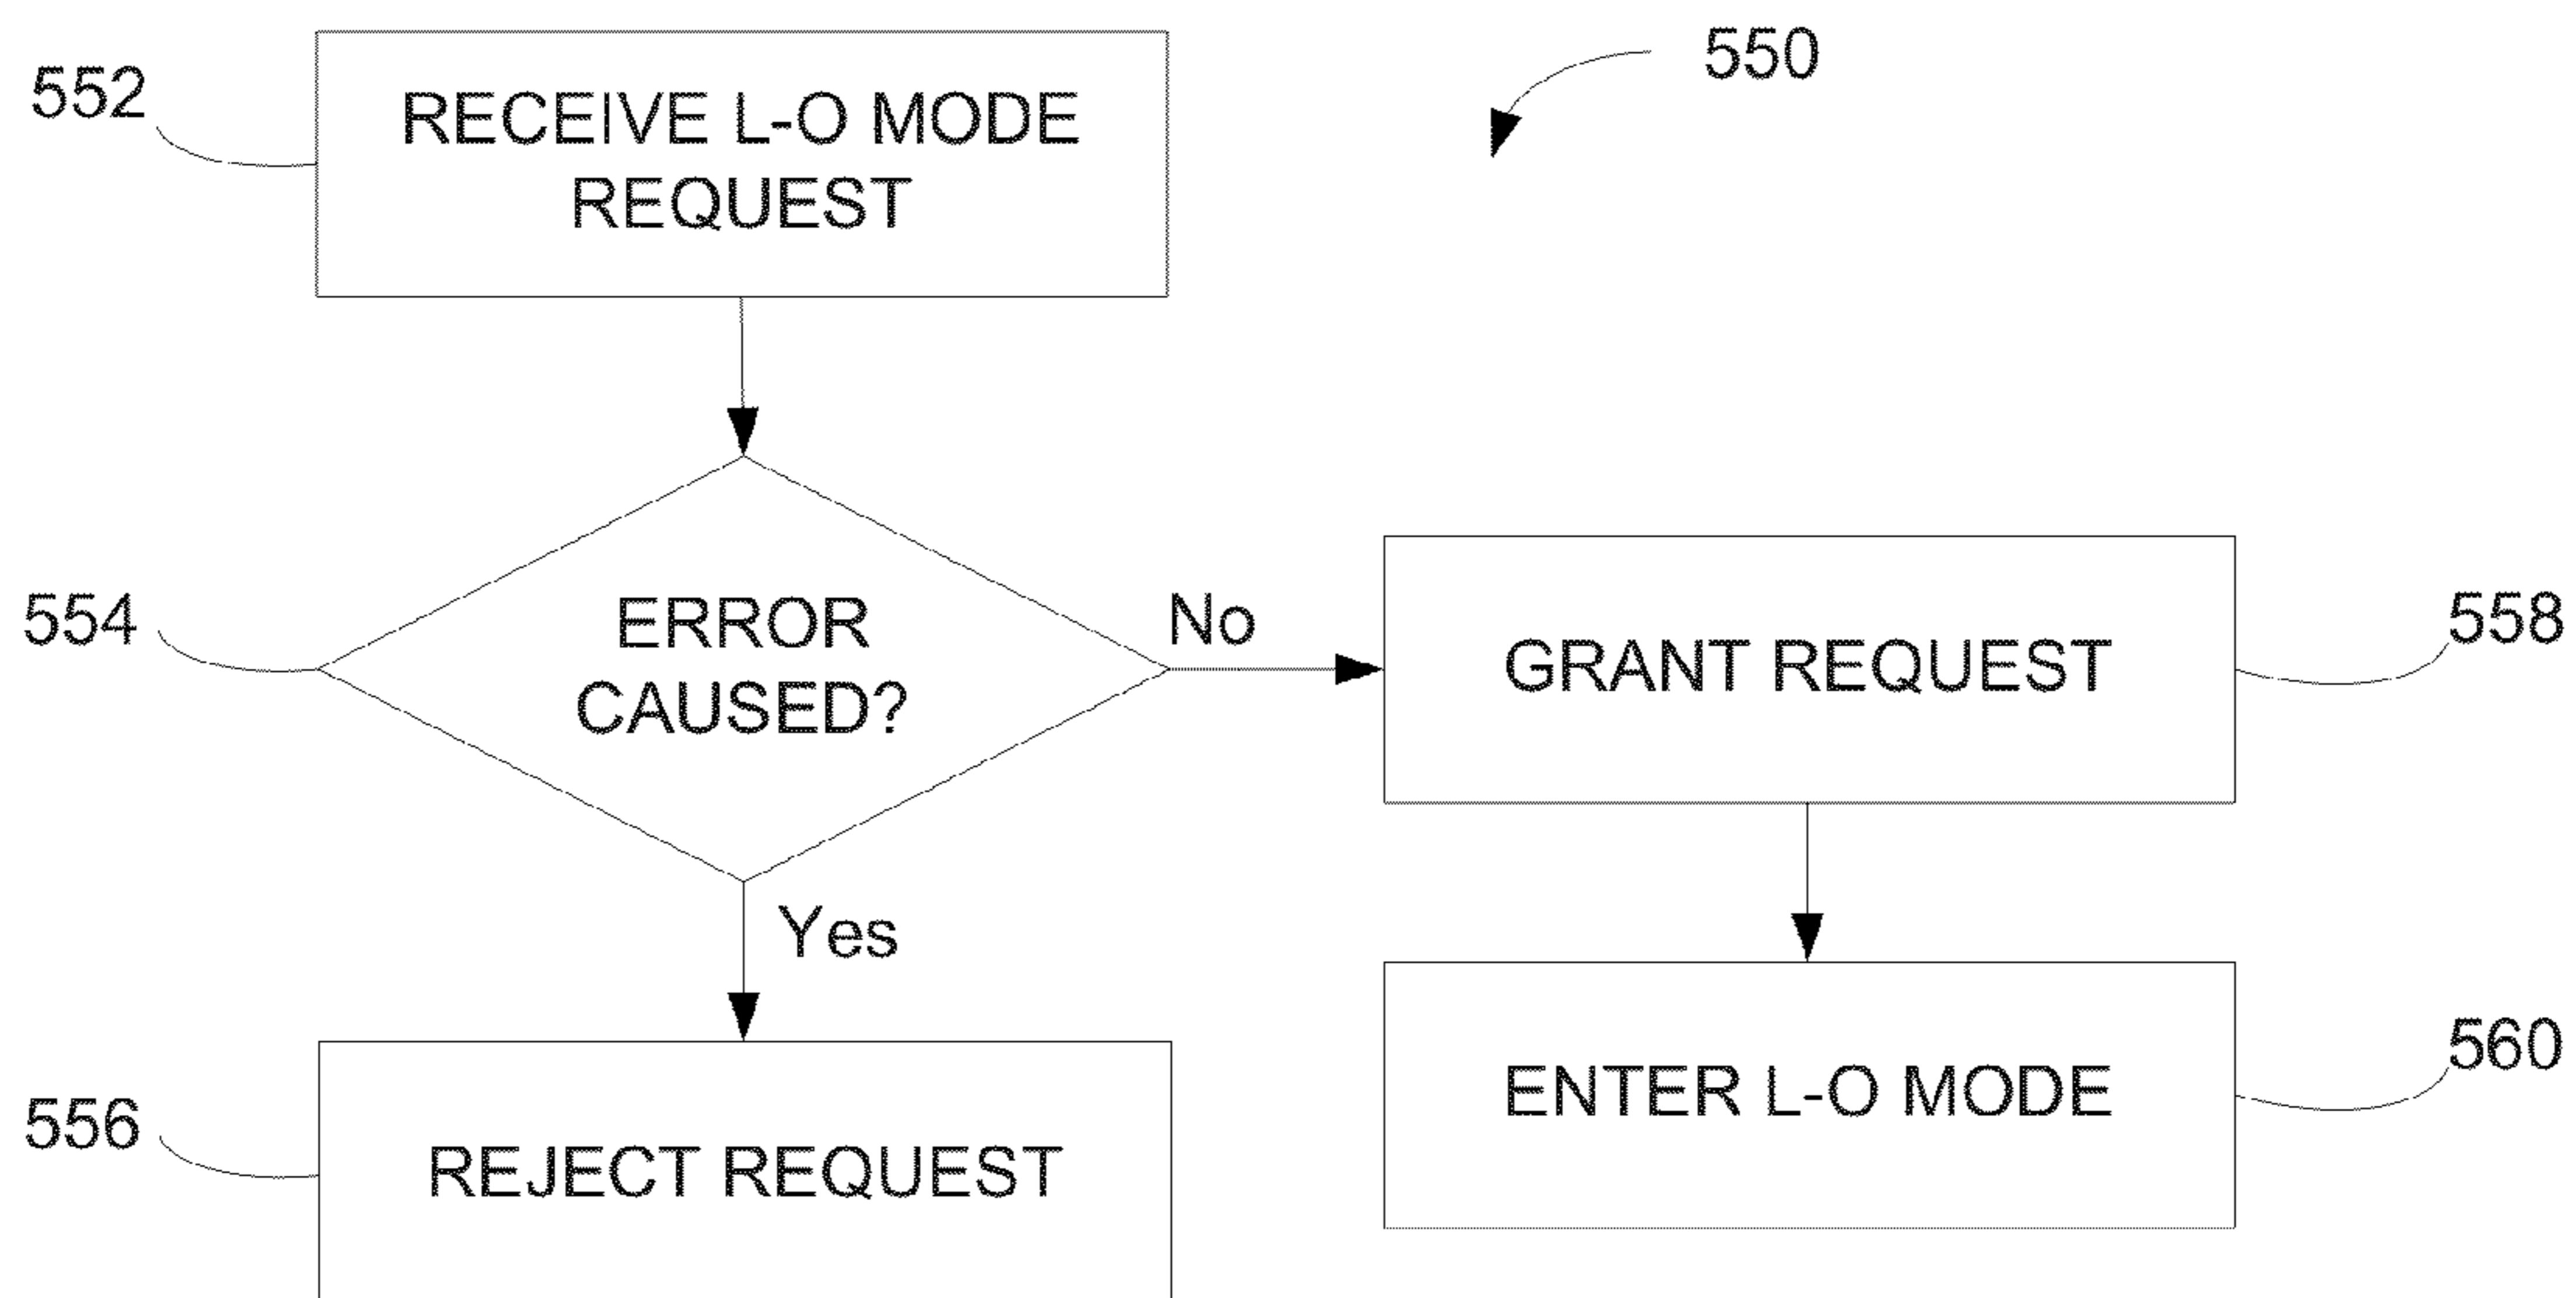 552
RECEIVE L-O MODE
REQUEST
550
554
ERROR
CAUSED?
No
GRANT REQUEST
558
Yes
556
REJECT REQUEST
ENTER L-O MODE
560